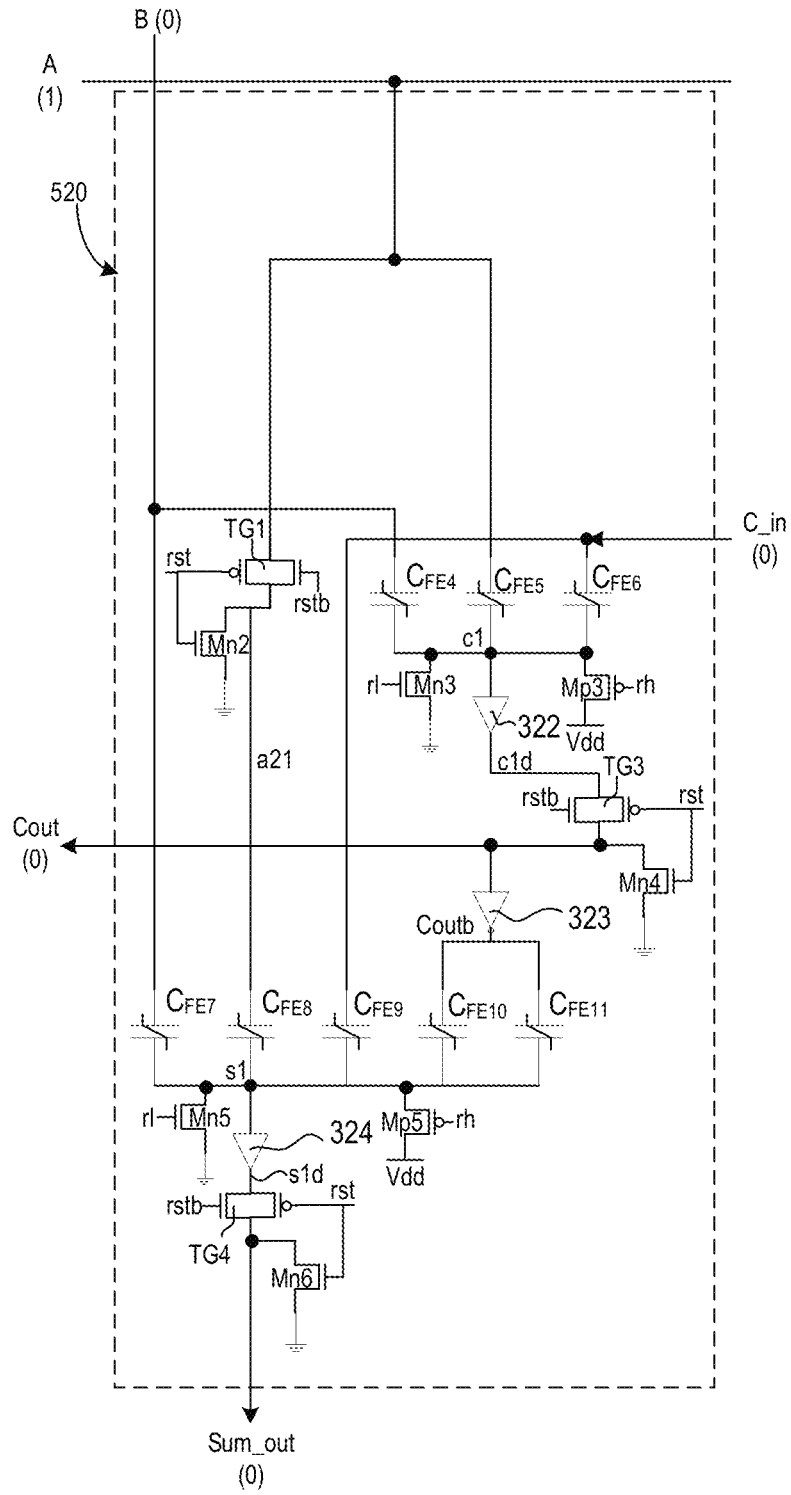 B (0)
A
(1)
520
TG1
rst
rstb
Mn2
C_in
(0)
CFE4
CFE5
CFE6
c1
rl
Mn3
Mp3
rh
322
Vdd
a21
c1d
TG3
rstb
rst
Cout
(0)
Mn4
323
Coutb
CFE7
CFE8
CFE9
CFE10
CFE11
s1
rl
Mn5
324
Mp5
rh
s1d
Vdd
rstb
rst
TG4
Mn6
Sum_out
(0)